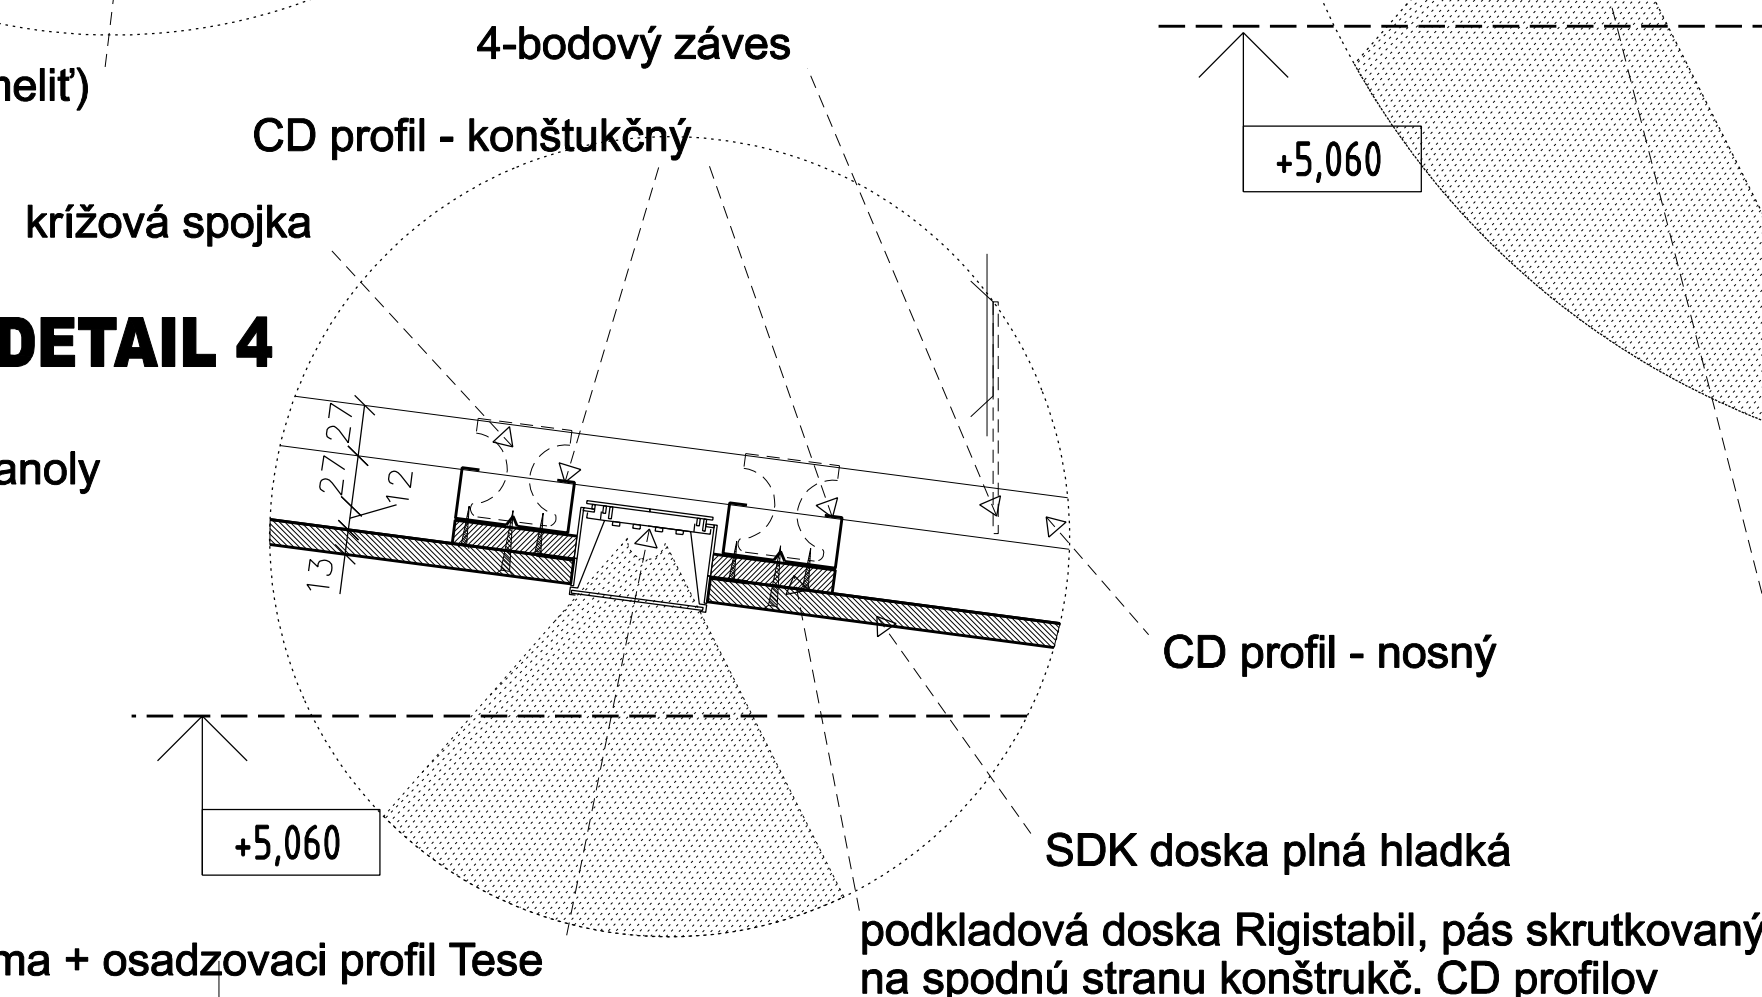 4-bodový záves
neliť)
CD profil - konštukčný
+5,060
krížová spojka
DETAIL 4
27
27
12
anoly
13
CD profil - nosný
+5,060
SDK doska plná hladká
podkladová doska Rigistabil, pás skrutkovaný
ma + osadzovaci profil Tese
na spodnú stranu konštrukč. CD profilov